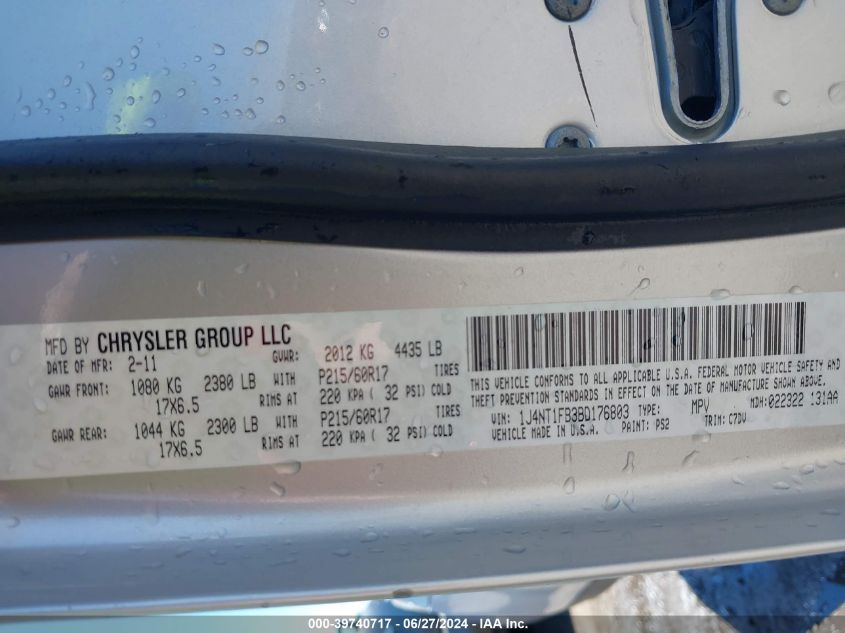 MFD BY CHRYSLER GROUP LLC
DATE OF MFR: 2-11 GVWR: 2012 KG 4435 LB
GAWR FRONT: 1080 KG 2380 LB WITH P215/60R17 TIRES
17X6.5 RIMS AT 220 KPA ( 32 PSI) COLD
GAWR REAR: 1044 KG 2300 LB WITH P215/60R17 TIRES
17X6.5 RIMS AT 220 KPA ( 32 PSI) COLD
THIS VEHICLE CONFORMS TO ALL APPLICABLE U.S.A. FEDERAL MOTOR VEHICLE SAFETY AND
THEFT PREVENTION STANDARDS IN EFFECT ON THE DATE OF MANUFACTURE SHOWN ABOVE.
VIN: 1J4NT1FB3BD176803 TYPE: MPV MDH: 022322 131AA
VEHICLE MADE IN U.S.A. PAINT: PS2 TRIM: C7DV
000-39740717 - 06/27/2024 - IAA Inc.